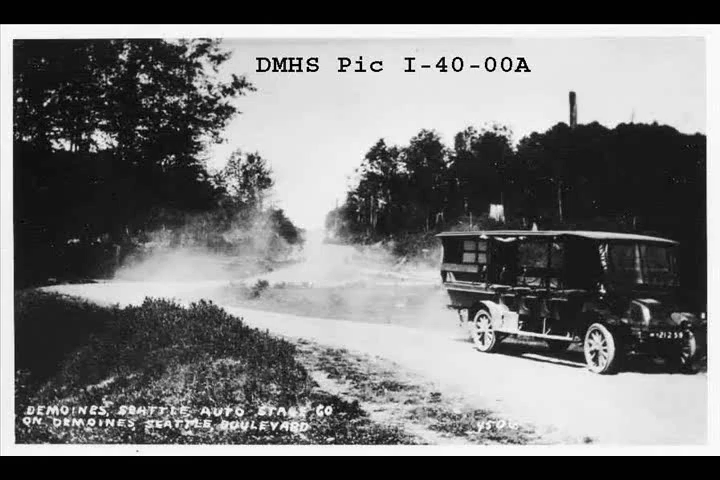 DMHS Pic I-40-00A
DEMOINES, SEATTLE AUTO STAGE CO
ON DEMOINES SEATTLE, BOULEVARD